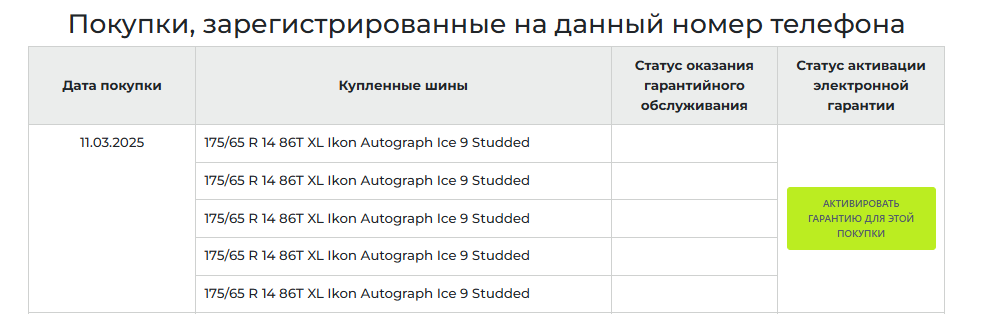 Покупки, зарегистрированные на данный номер телефона
Дата покупки
Купленные шины
Статус оказания
гарантийного
обслуживания
Статус активации
электронной
гарантии
11.03.2025
175/65 R 14 86T XL Ikon Autograph Ice 9 Studded
175/65 R 14 86T XL Ikon Autograph Ice 9 Studded
175/65 R 14 86T XL Ikon Autograph Ice 9 Studded
175/65 R 14 86T XL Ikon Autograph Ice 9 Studded
175/65 R 14 86T XL Ikon Autograph Ice 9 Studded
АКТИВИРОВАТЬ
ГАРАНТИЮ ДЛЯ ЭТОЙ
ПОКУПКИ